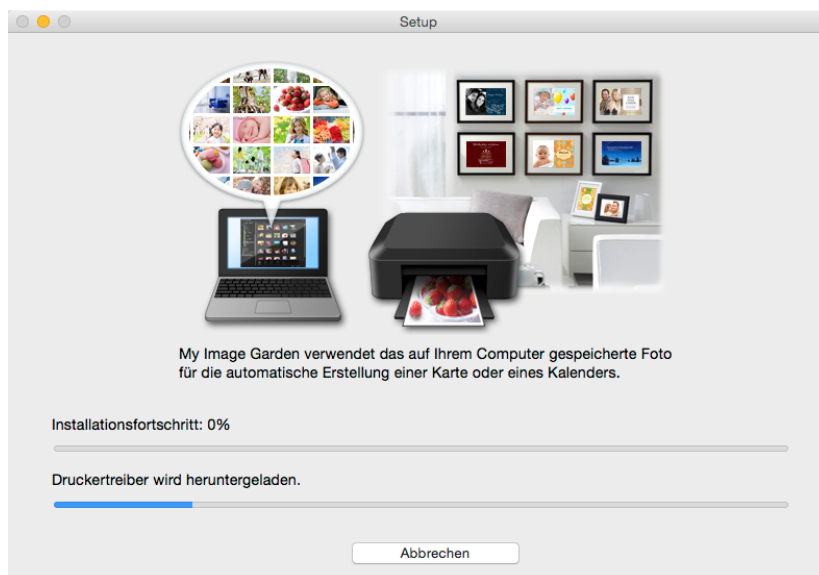 Setup
My Image Garden verwendet das auf Ihrem Computer gespeicherte Foto
für die automatische Erstellung einer Karte oder eines Kalenders.
Installationsfortschritt: 0%
Druckertreiber wird heruntergeladen.
Abbrechen